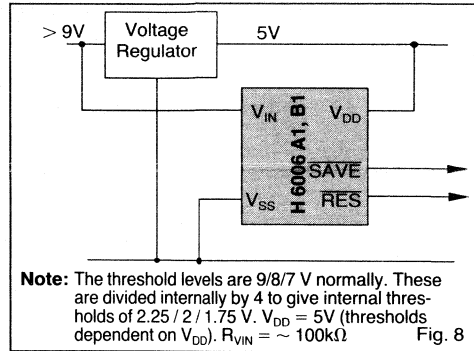 > 9V
Voltage
Regulator
5V
V_IN
V_DD
H 6006 A1, B1
SAVE
V_SS
RES
Note: The threshold levels are 9/8/7 V normally. These
are divided internally by 4 to give internal thres-
holds of 2.25 / 2 / 1.75 V. V_DD = 5V (thresholds
dependent on V_DD). R_VIN = ~ 100kΩ
Fig. 8